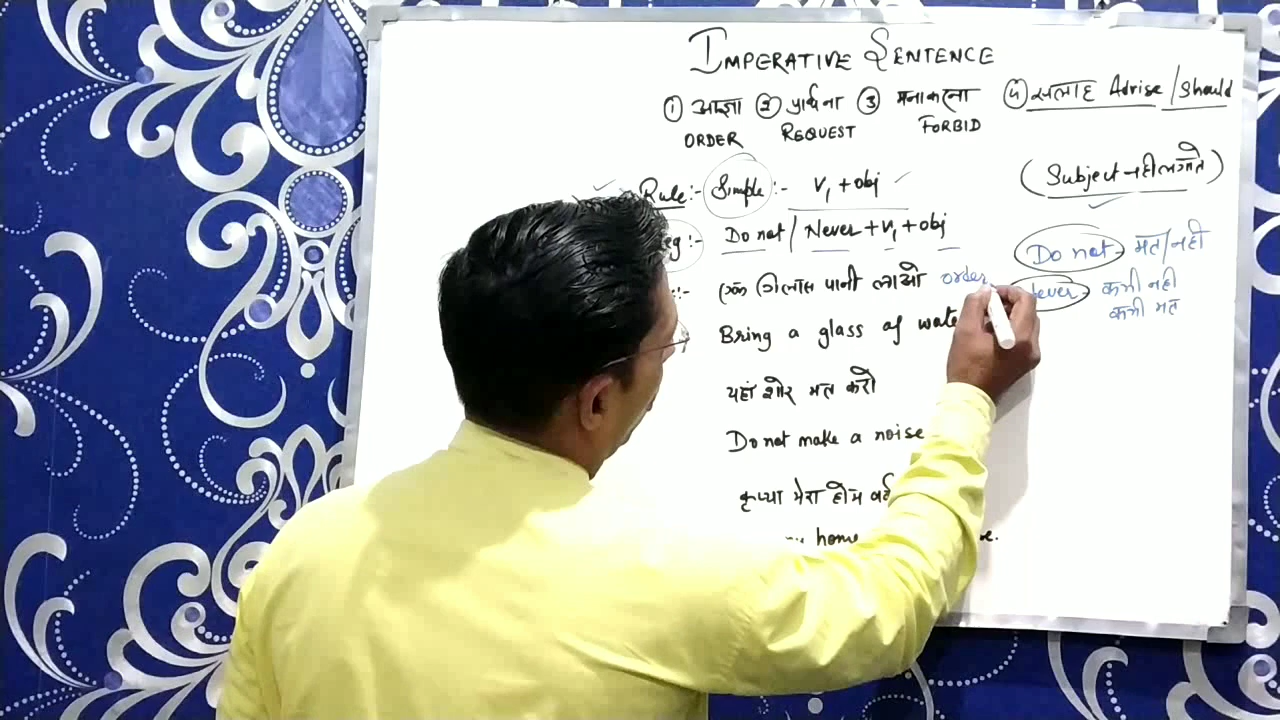 IMPERATIVE SENTENCE
① आज्ञा ② प्रार्थना ③ मनाकरना ④ सलाह Advise / Should
ORDER REQUEST FORBID
(Subject नहीं लगाते)
Rule:- Simple:- V₁ + obj
eg:- Do not / Never + V₁ + obj
Do not मत/नहीं
:- एक गिलास पानी लाओ order
Never- कभी नहीं
कभी मत
Bring a glass of wate
यहां शोर मत करो
Do not make a noise
कृप्या मेरा होम
home